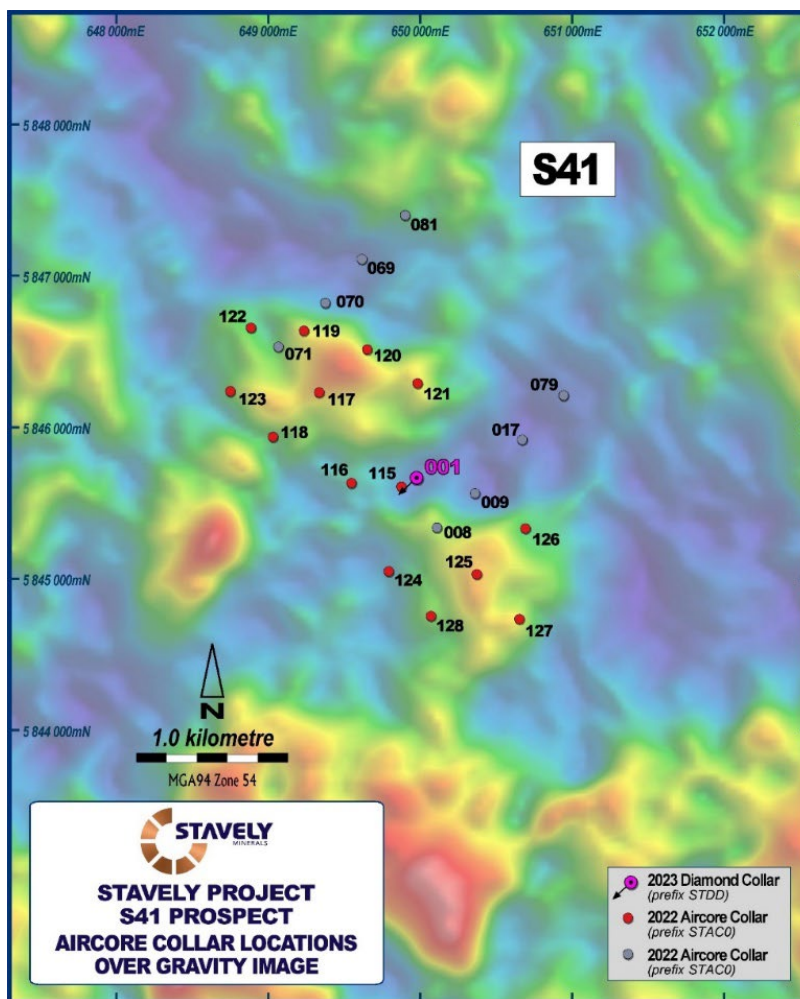 648 000mE
649 000mE
650 000mE
651 000mE
652 000mE
5 848 000mN
S41
081
069
5 847 000mN
070
122
119
071
120
079
123
117
121
017
5 846 000mN
118
116
115
001
009
008
126
5 845 000mN
124
125
128
127
5 844 000mN
N
1.0 kilometre
MGA94 Zone 54
STAVELY
MINERALS
STAVELY PROJECT
S41 PROSPECT
AIRCORE COLLAR LOCATIONS
OVER GRAVITY IMAGE
2023 Diamond Collar
(prefix STDD)
2022 Aircore Collar
(prefix STAC0)
2022 Aircore Collar
(prefix STAC0)